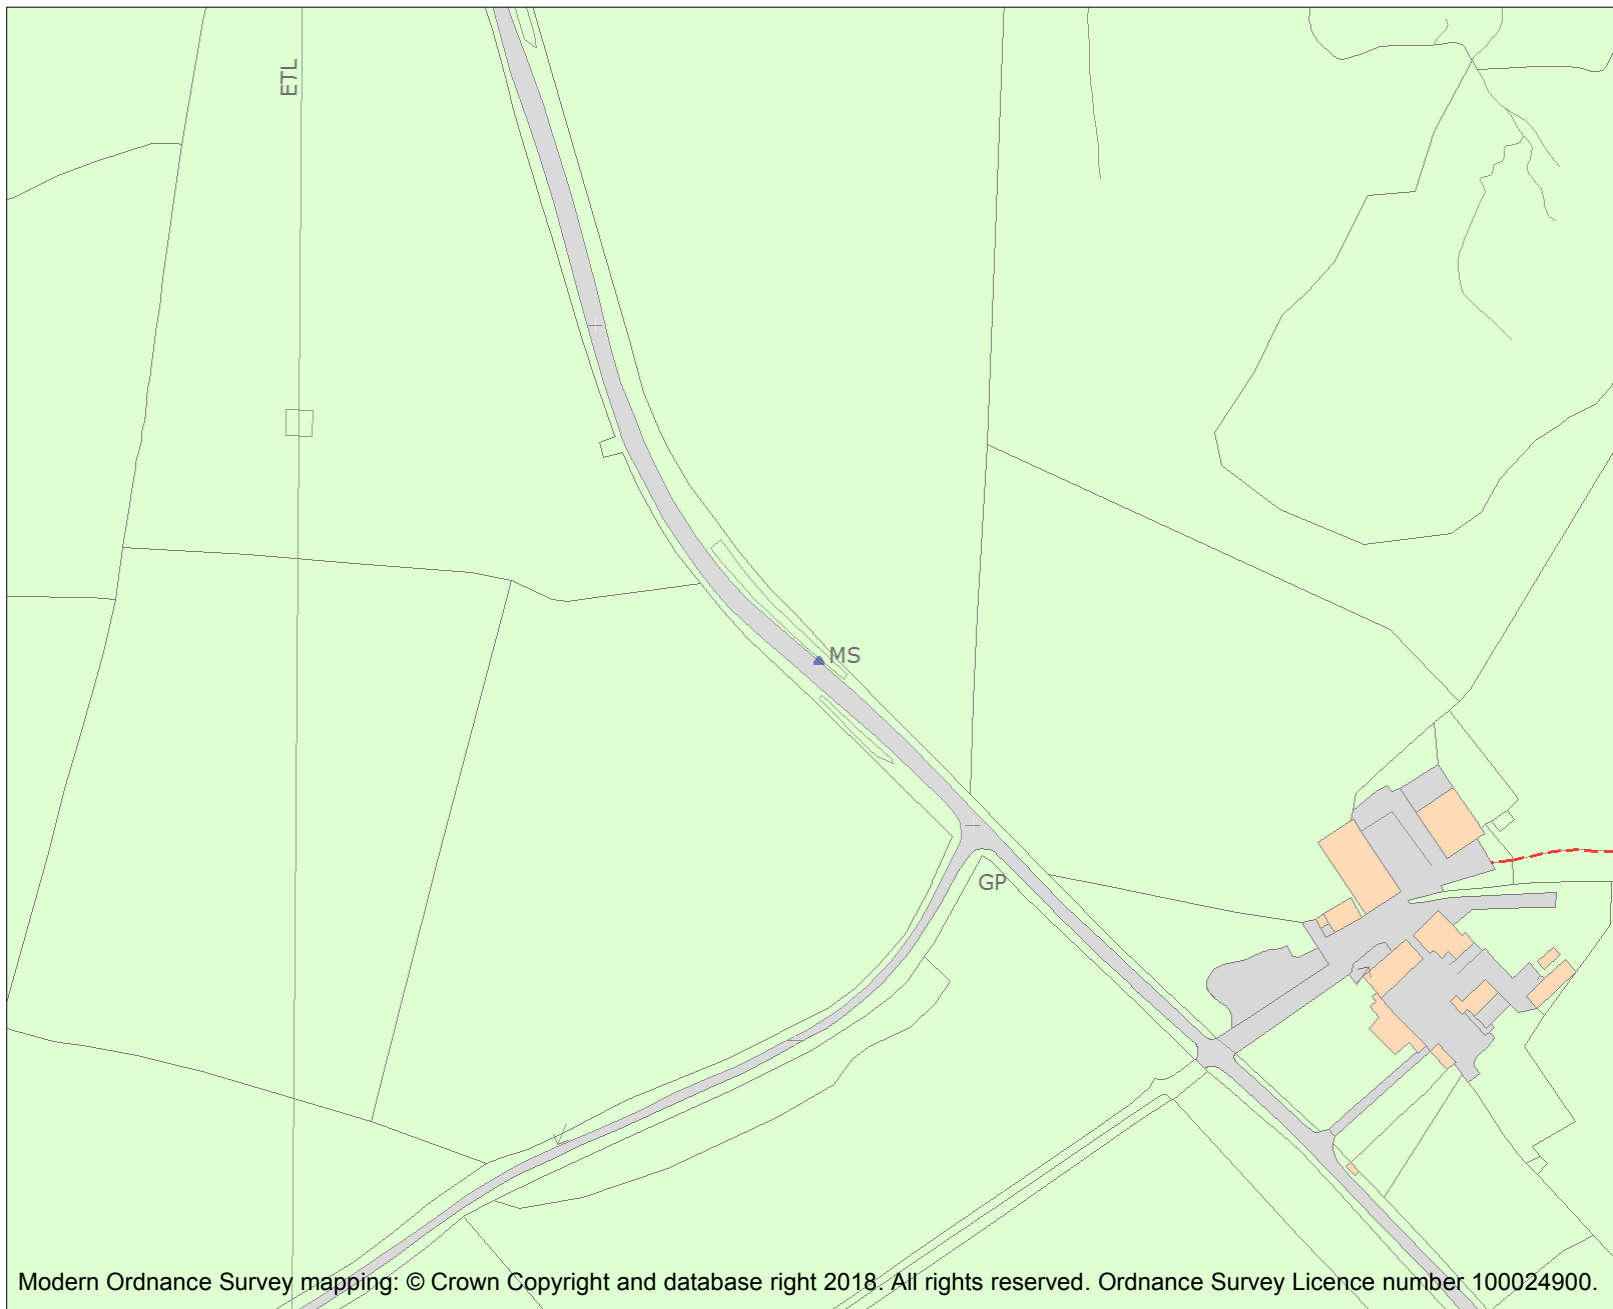 ETL
MS
GP
Modern Ordnance Survey mapping: © Crown Copyright and database right 2018. All rights reserved. Ordnance Survey Licence number 100024900.